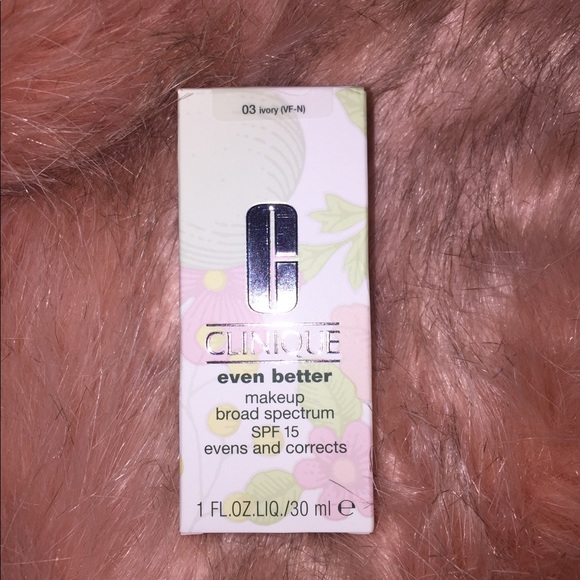 03 ivory (VF-N)
CLINIQUE
even better
makeup
broad spectrum
SPF 15
evens and corrects
1 FL.OZ.LIQ./30 ml ℮